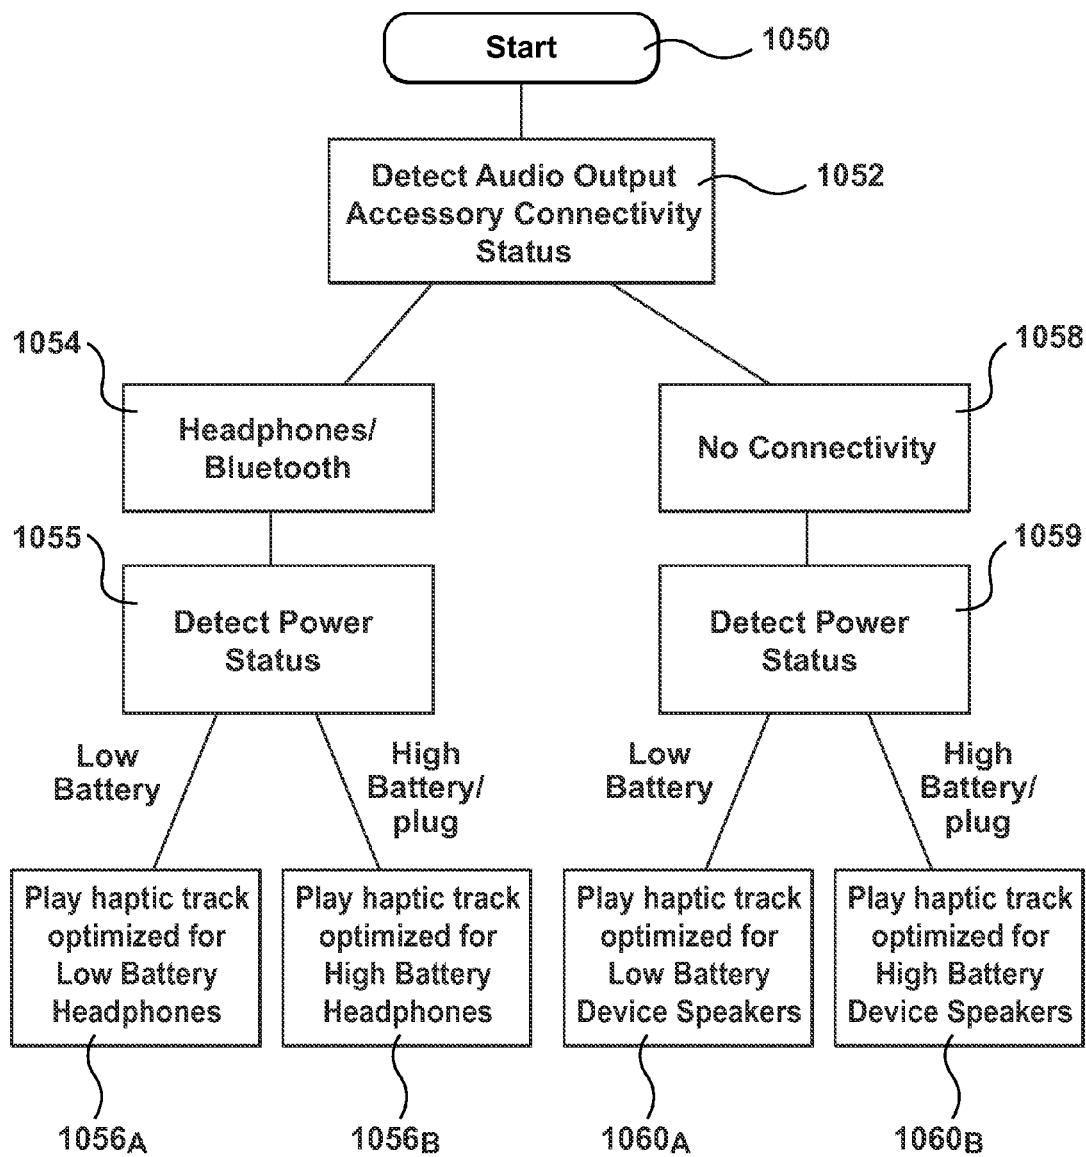 Start
1050
Detect Audio Output
Accessory Connectivity
Status
1052
1054
Headphones/
Bluetooth
1058
No Connectivity
1055
Detect Power
Status
1059
Detect Power
Status
Low
Battery
High
Battery/
plug
Low
Battery
High
Battery/
plug
Play haptic track
optimized for
Low Battery
Headphones
Play haptic track
optimized for
High Battery
Headphones
Play haptic track
optimized for
Low Battery
Device Speakers
Play haptic track
optimized for
High Battery
Device Speakers
1056A
1056B
1060A
1060B